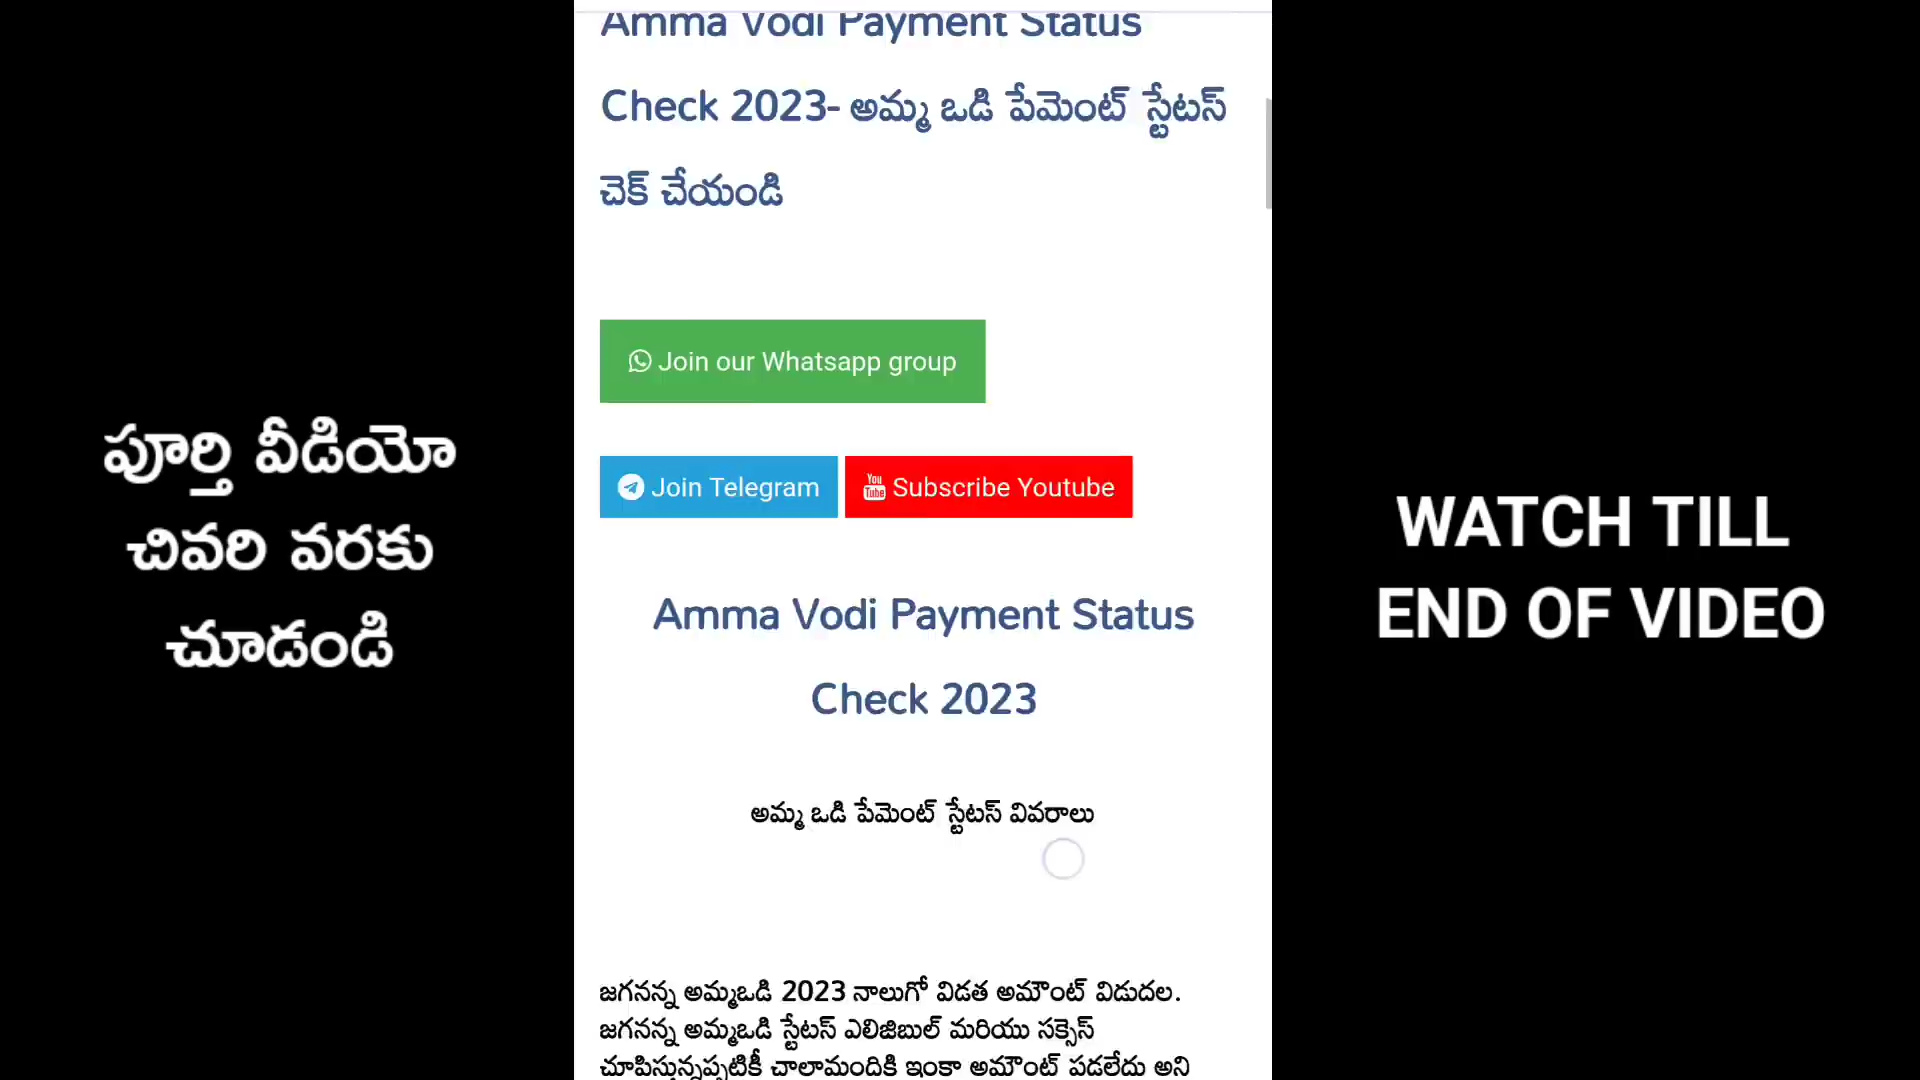 Amma Vodi Payment Status
Check 2023- అమ్మ ఒడి పేమెంట్ స్టేటస్
చెక్ చేయండి
Join our Whatsapp group
Join Telegram
You Tube Subscribe Youtube
Amma Vodi Payment Status
Check 2023
అమ్మ ఒడి పేమెంట్ స్టేటస్ వివరాలు
జగనన్న అమ్మఒడి 2023 నాలుగో విడత అమౌంట్ విడుదల.
జగనన్న అమ్మఒడి స్టేటస్ ఎలిజిబుల్ మరియు సక్సెస్
చూపిస్తున్నప్పటికీ చాలామందికి ఇంకా అమౌంట్ పడలేదు అని
పూర్తి వీడియో
చివరి వరకు
చూడండి
WATCH TILL
END OF VIDEO